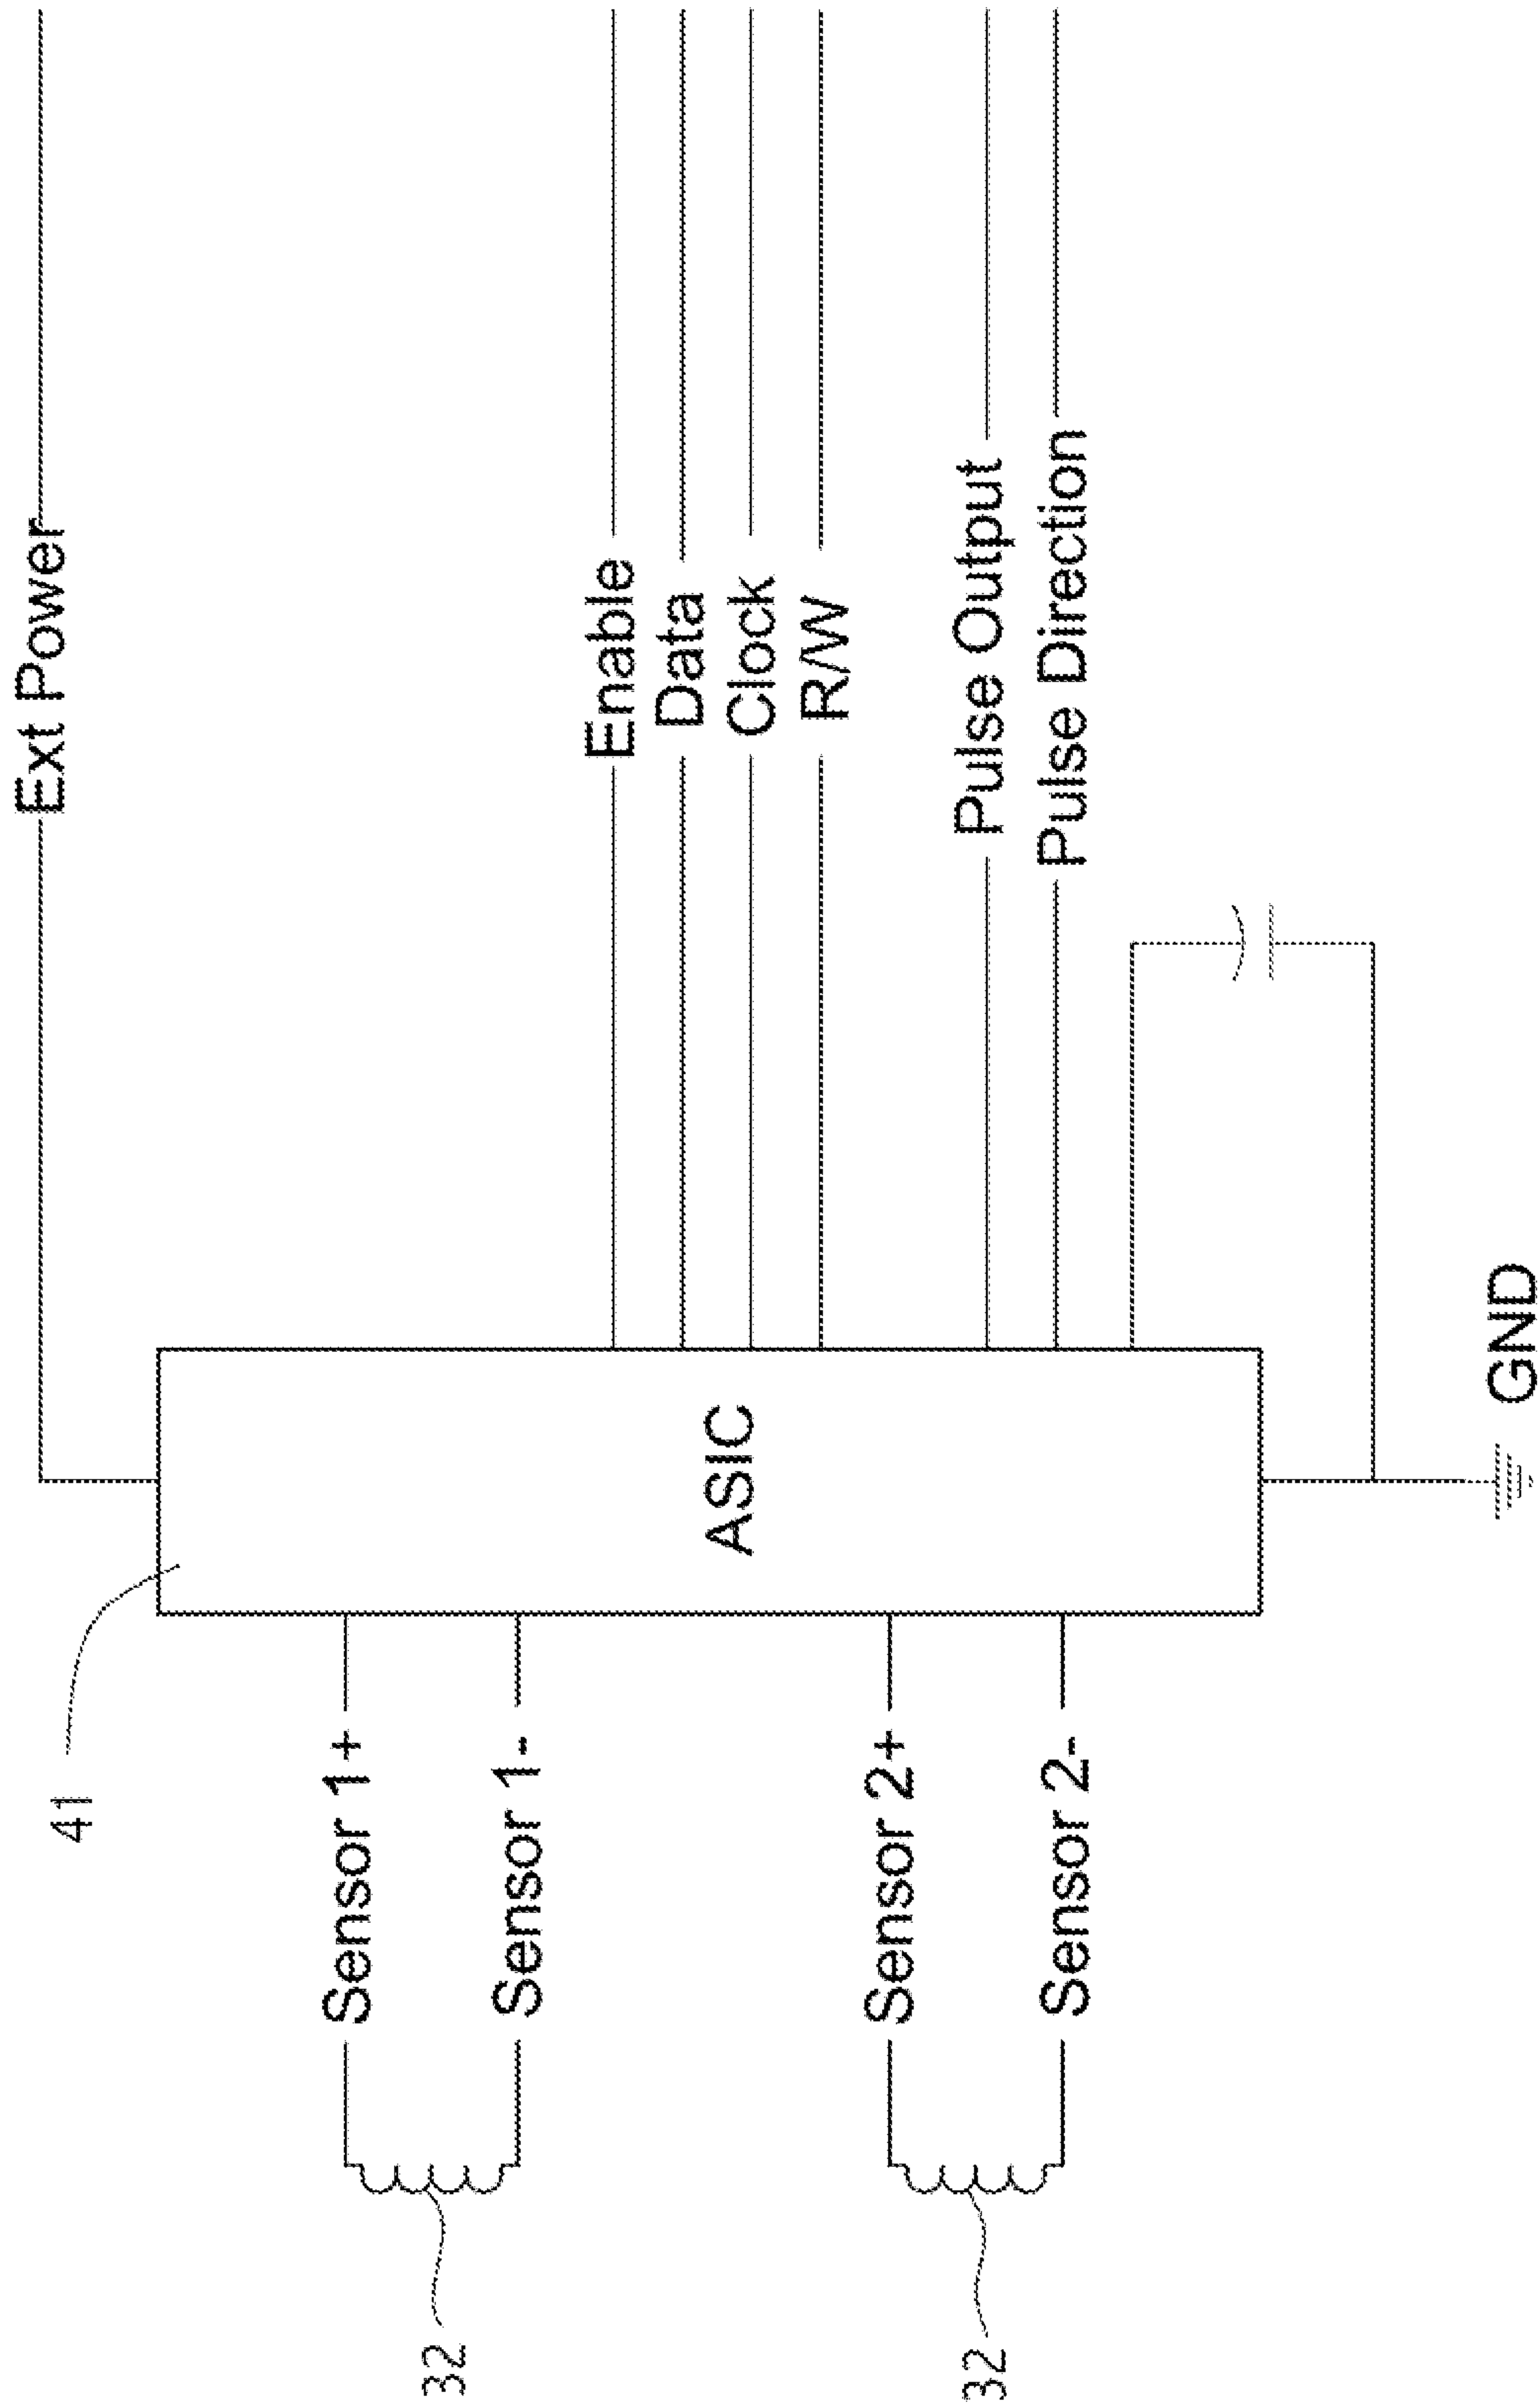 Ext Power
41
Sensor 1+
Sensor 1-
Sensor 2+
Sensor 2-
32
32
ASIC
Enable
Data
Clock
R/W
Pulse Output
Pulse Direction
GND